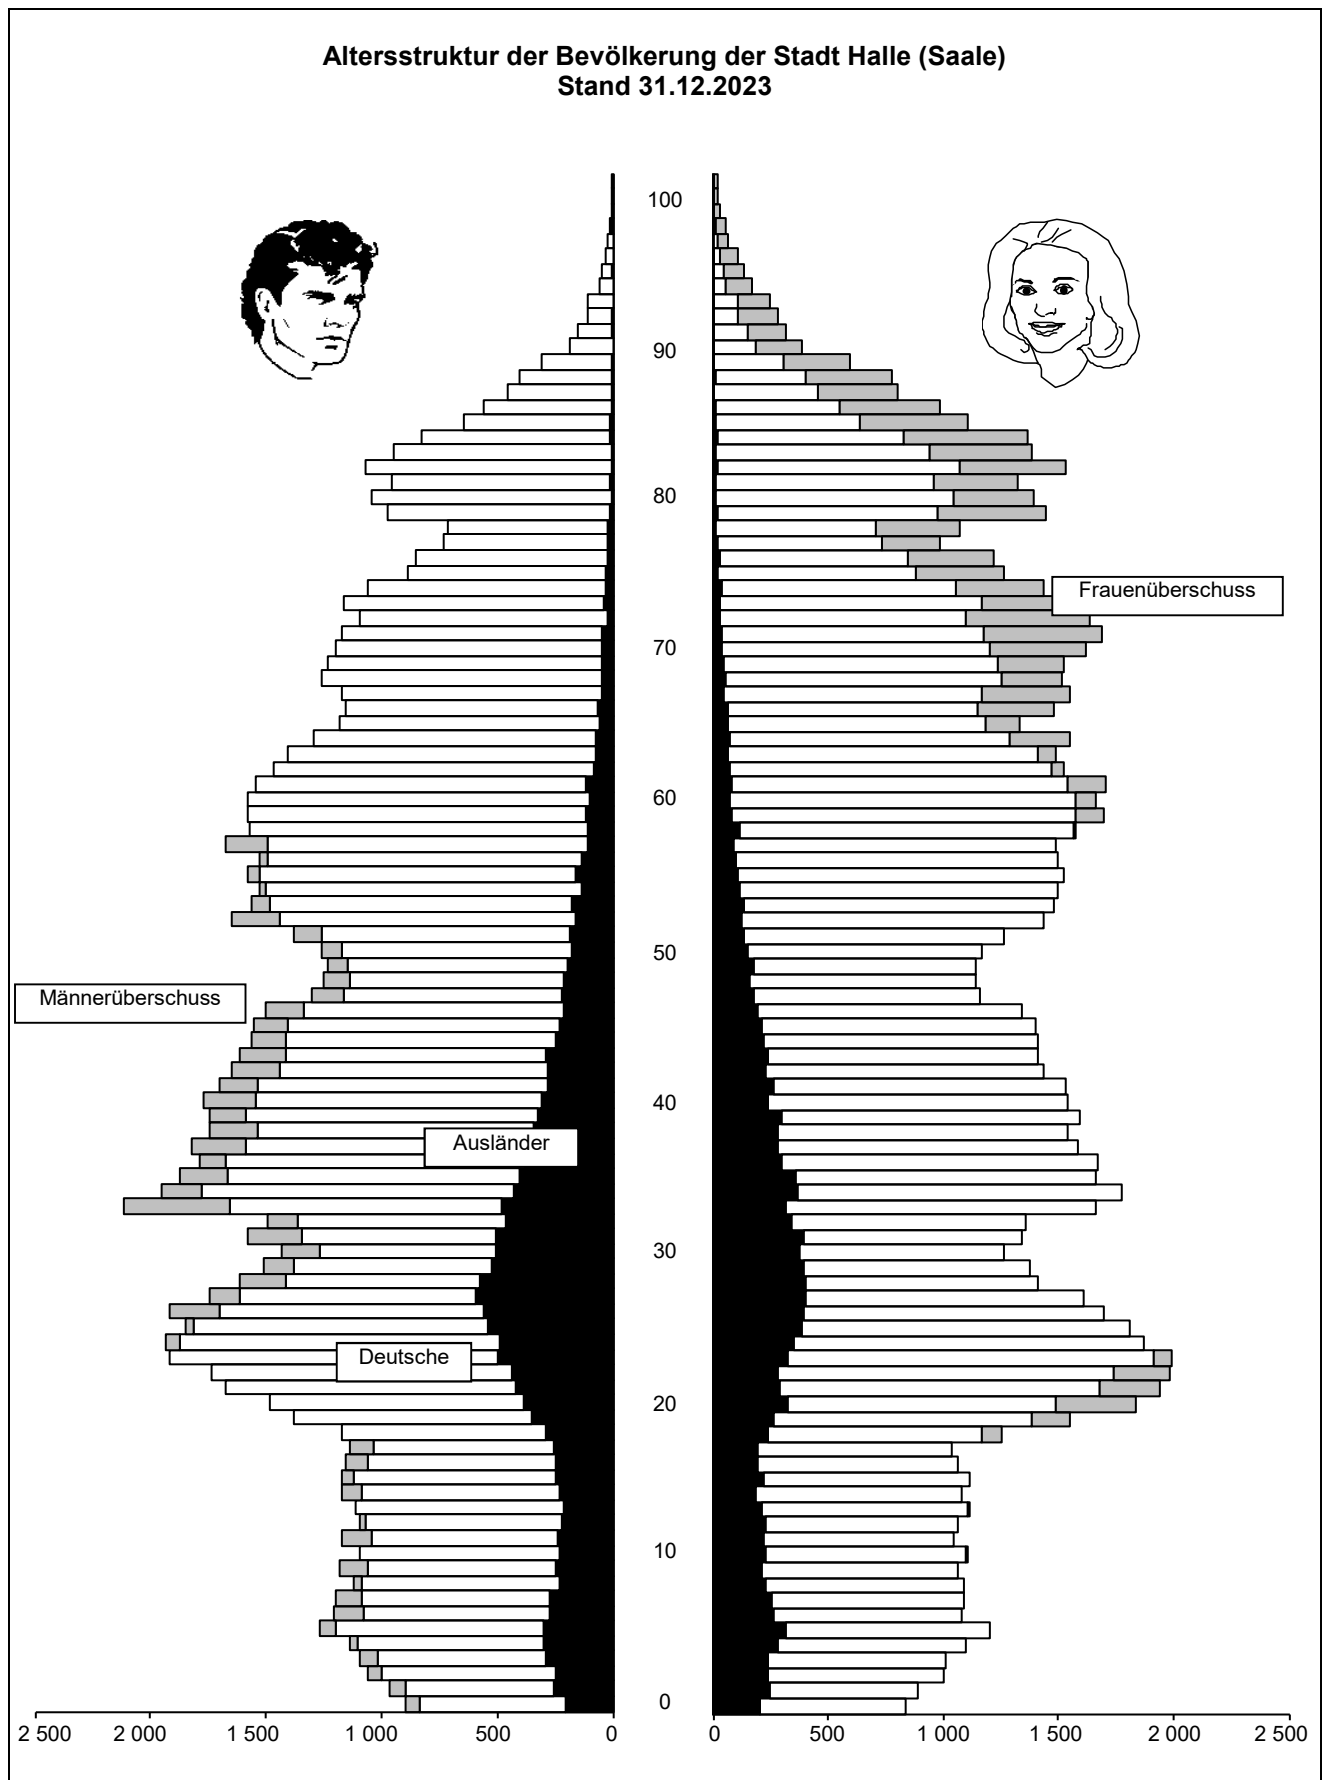 Altersstruktur der Bevölkerung der Stadt Halle (Saale)
Stand 31.12.2023
100
90
80
Frauenüberschuss
70
60
50
Männerüberschuss
40
Ausländer
30
Deutsche
20
10
0
2 500 2 000 1 500 1 000 500 0 0 500 1 000 1 500 2 000 2 500